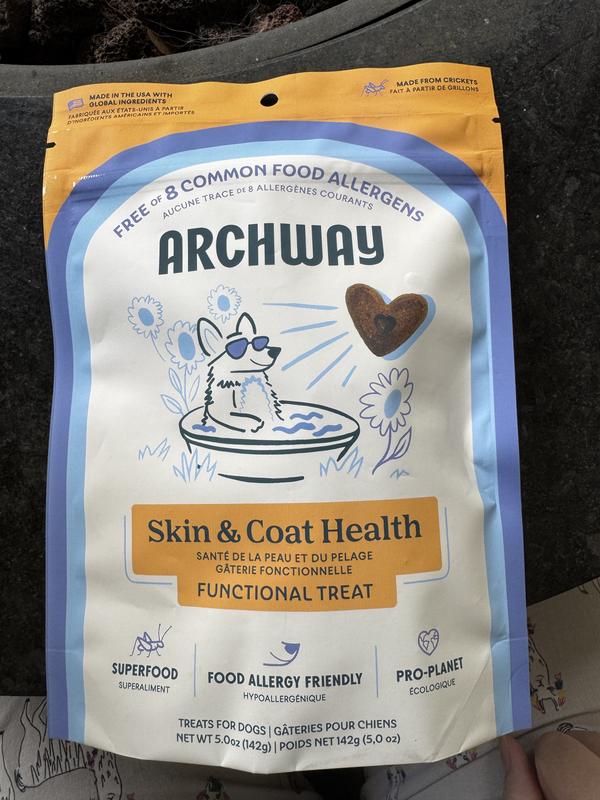 MADE IN THE USA WITH
GLOBAL INGREDIENTS
FABRIQUÉE AUX ÉTATS-UNIS À PARTIR
D'INGRÉDIENTS AMÉRICAINS ET IMPORTÉS
MADE FROM CRICKETS
FAIT À PARTIR DE GRILLONS
FREE OF 8 COMMON FOOD ALLERGENS
AUCUNE TRACE DE 8 ALLERGÈNES COURANTS
ARCHWAY
Skin & Coat Health
SANTÉ DE LA PEAU ET DU PELAGE
GÂTERIE FONCTIONNELLE
FUNCTIONAL TREAT
SUPERFOOD
SUPERALIMENT
FOOD ALLERGY FRIENDLY
HYPOALLERGÉNIQUE
PRO-PLANET
ÉCOLOGIQUE
TREATS FOR DOGS | GÂTERIES POUR CHIENS
NET WT 5.0oz (142g) | POIDS NET 142g (5,0 oz)